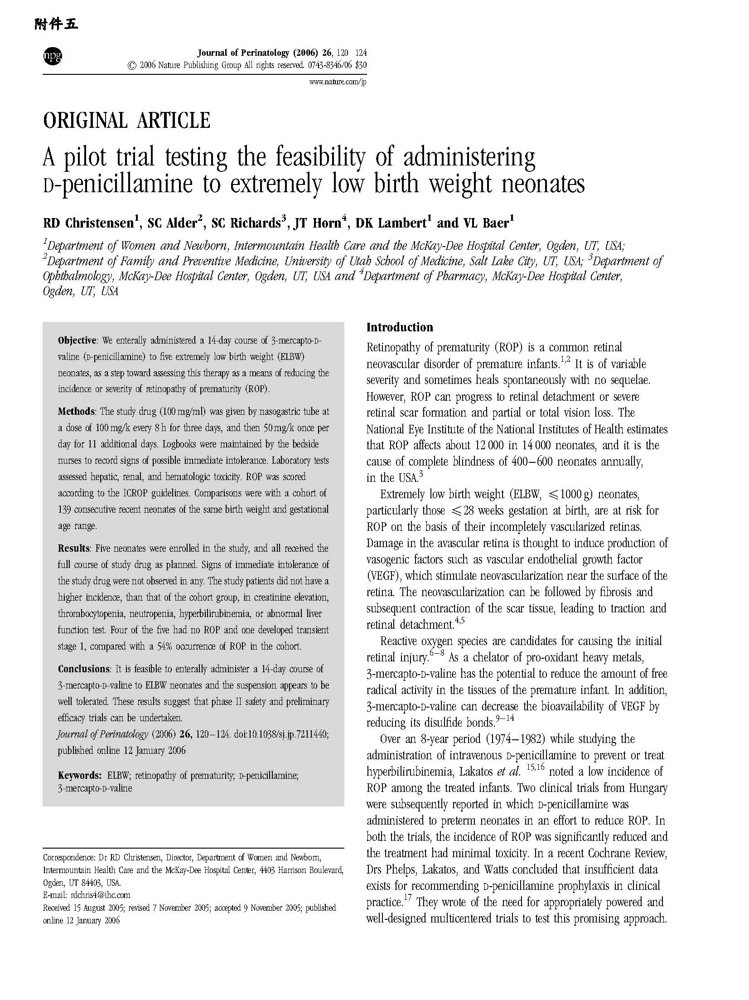 附件五
npg
Journal of Perinatology (2006) 26, 120 124
© 2006 Nature Publishing Group All rights reserved. 0743-8346/06 $30
www.nature.com/jp
ORIGINAL ARTICLE
A pilot trial testing the feasibility of administering
D-penicillamine to extremely low birth weight neonates
RD Christensen1, SC Alder2, SC Richards3, JT Horn4, DK Lambert1 and VL Baer1
1Department of Women and Newborn, Intermountain Health Care and the McKay-Dee Hospital Center, Ogden, UT, USA;
2Department of Family and Preventive Medicine, University of Utah School of Medicine, Salt Lake City, UT, USA; 3Department of
Ophthalmology, McKay-Dee Hospital Center, Ogden, UT, USA and 4Department of Pharmacy, McKay-Dee Hospital Center,
Ogden, UT, USA
Objective: We enterally administered a 14-day course of 3-mercapto-D-
valine (D-penicillamine) to five extremely low birth weight (ELBW)
neonates, as a step toward assessing this therapy as a means of reducing the
incidence or severity of retinopathy of prematurity (ROP).
Methods: The study drug (100 mg/ml) was given by nasogastric tube at
a dose of 100 mg/k every 8 h for three days, and then 50 mg/k once per
day for 11 additional days. Logbooks were maintained by the bedside
nurses to record signs of possible immediate intolerance. Laboratory tests
assessed hepatic, renal, and hematologic toxicity. ROP was scored
according to the ICROP guidelines. Comparisons were with a cohort of
139 consecutive recent neonates of the same birth weight and gestational
age range.
Results: Five neonates were enrolled in the study, and all received the
full course of study drug as planned. Signs of immediate intolerance of
the study drug were not observed in any. The study patients did not have a
higher incidence, than that of the cohort group, in creatinine elevation,
thrombocytopenia, neutropenia, hyperbilirubinemia, or abnormal liver
function test. Four of the five had no ROP and one developed transient
stage 1, compared with a 54% occurrence of ROP in the cohort.
Conclusions: It is feasible to enterally administer a 14-day course of
3-mercapto-D-valine to ELBW neonates and the suspension appears to be
well tolerated. These results suggest that phase II safety and preliminary
efficacy trials can be undertaken.
Journal of Perinatology (2006) 26, 120–124. doi:10.1038/sj.jp.7211440;
published online 12 January 2006
Keywords: ELBW; retinopathy of prematurity; D-penicillamine;
3-mercapto-D-valine
Correspondence: Dr RD Christensen, Director, Department of Women and Newborn,
Intermountain Health Care and the McKay-Dee Hospital Center, 4403 Harrison Boulevard,
Ogden, UT 84403, USA.
E-mail: rdchris4@ihc.com
Received 15 August 2005; revised 7 November 2005; accepted 9 November 2005; published
online 12 January 2006
Introduction
Retinopathy of prematurity (ROP) is a common retinal
neovascular disorder of premature infants.1,2 It is of variable
severity and sometimes heals spontaneously with no sequelae.
However, ROP can progress to retinal detachment or severe
retinal scar formation and partial or total vision loss. The
National Eye Institute of the National Institutes of Health estimates
that ROP affects about 12 000 in 14 000 neonates, and it is the
cause of complete blindness of 400–600 neonates annually,
in the USA.3
Extremely low birth weight (ELBW, ⩽1000 g) neonates,
particularly those ⩽28 weeks gestation at birth, are at risk for
ROP on the basis of their incompletely vascularized retinas.
Damage in the avascular retina is thought to induce production of
vasogenic factors such as vascular endothelial growth factor
(VEGF), which stimulate neovascularization near the surface of the
retina. The neovascularization can be followed by fibrosis and
subsequent contraction of the scar tissue, leading to traction and
retinal detachment.4,5
Reactive oxygen species are candidates for causing the initial
retinal injury.6–8 As a chelator of pro-oxidant heavy metals,
3-mercapto-D-valine has the potential to reduce the amount of free
radical activity in the tissues of the premature infant. In addition,
3-mercapto-D-valine can decrease the bioavailability of VEGF by
reducing its disulfide bonds.9–14
Over an 8-year period (1974–1982) while studying the
administration of intravenous D-penicillamine to prevent or treat
hyperbilirubinemia, Lakatos et al. 15,16 noted a low incidence of
ROP among the treated infants. Two clinical trials from Hungary
were subsequently reported in which D-penicillamine was
administered to preterm neonates in an effort to reduce ROP. In
both the trials, the incidence of ROP was significantly reduced and
the treatment had minimal toxicity. In a recent Cochrane Review,
Drs Phelps, Lakatos, and Watts concluded that insufficient data
exists for recommending D-penicillamine prophylaxis in clinical
practice.17 They wrote of the need for appropriately powered and
well-designed multicentered trials to test this promising approach.